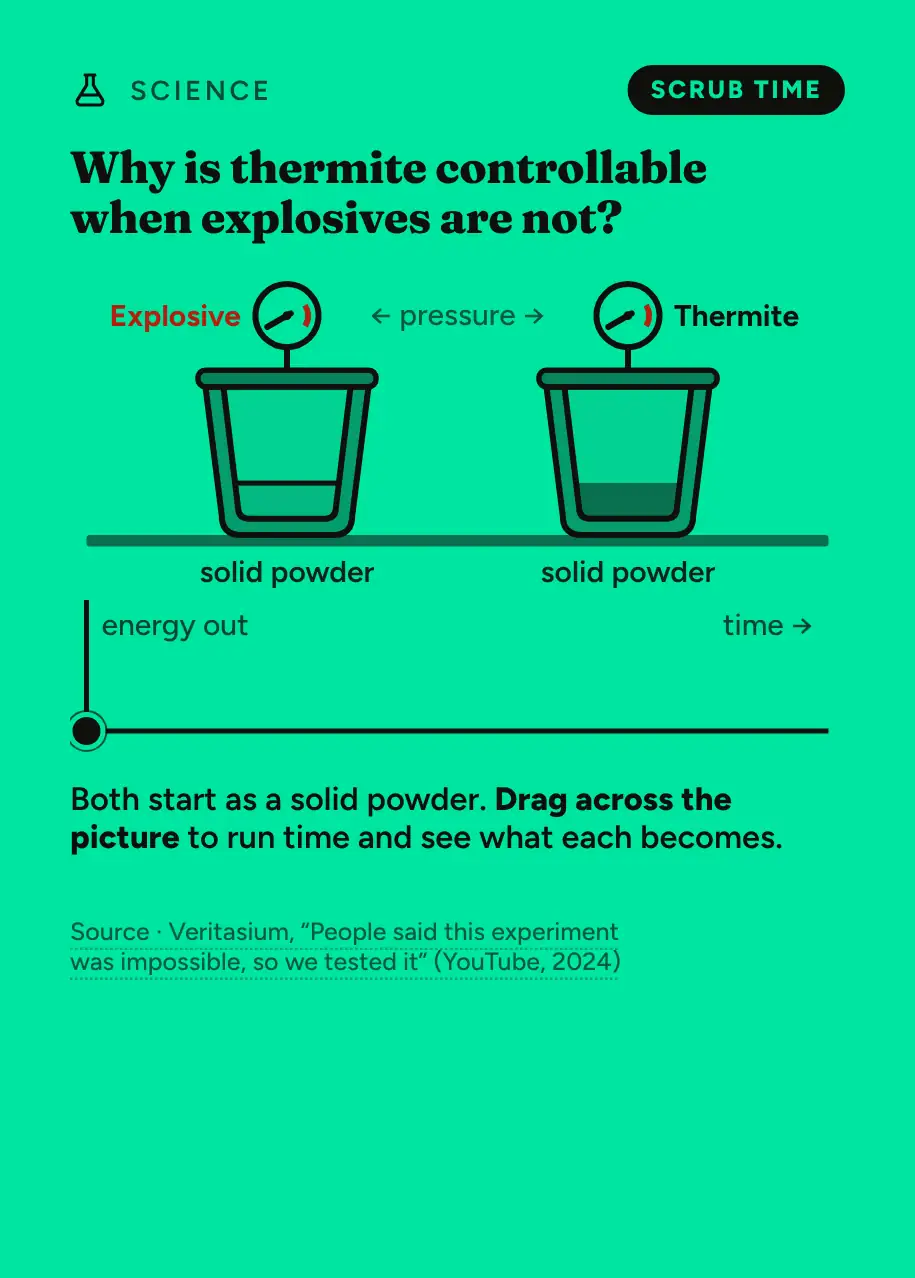 SCIENCE
SCRUB TIME
Why is thermite controllable
when explosives are not?
Explosive
← pressure →
Thermite
solid powder
solid powder
energy out
time →
Both start as a solid powder. Drag across the
picture to run time and see what each becomes.
Source · Veritasium, “People said this experiment
was impossible, so we tested it” (YouTube, 2024)